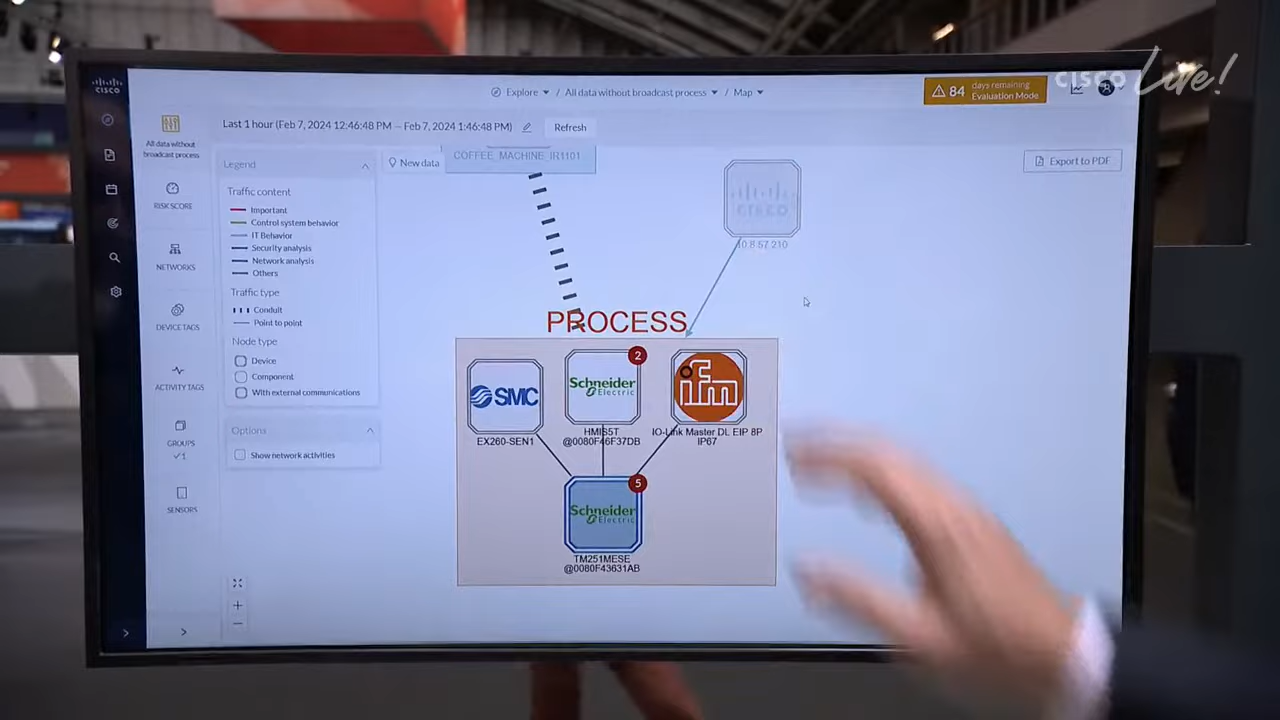 CISCO Live!
CISCO
Explore / All data without broadcast process / Map
84 days remaining
Evaluation Mode
All data without
broadcast process
Last 1 hour (Feb 7, 2024 12:46:48 PM — Feb 7, 2024 1:46:48 PM)
Refresh
Legend
New data
COFFEE_MACHINE_IR1101
Export to PDF
Traffic content
Important
Control system behavior
IT Behavior
Security analysis
Network analysis
Others
Traffic type
Conduit
Point to point
Node type
Device
Component
With external communications
Options
Show network activities
RISK SCORE
NETWORKS
DEVICE TAGS
ACTIVITY TAGS
GROUPS
✓1
SENSORS
CISCO
10.8.57.210
PROCESS
SMC
EX260-SEN1
2
Schneider
Electric
HMIS5T
@0080F46F37DB
ifm
IO-Link Master DL EIP 8P
IP67
5
Schneider
Electric
TM251MESE
@0080F43631AB